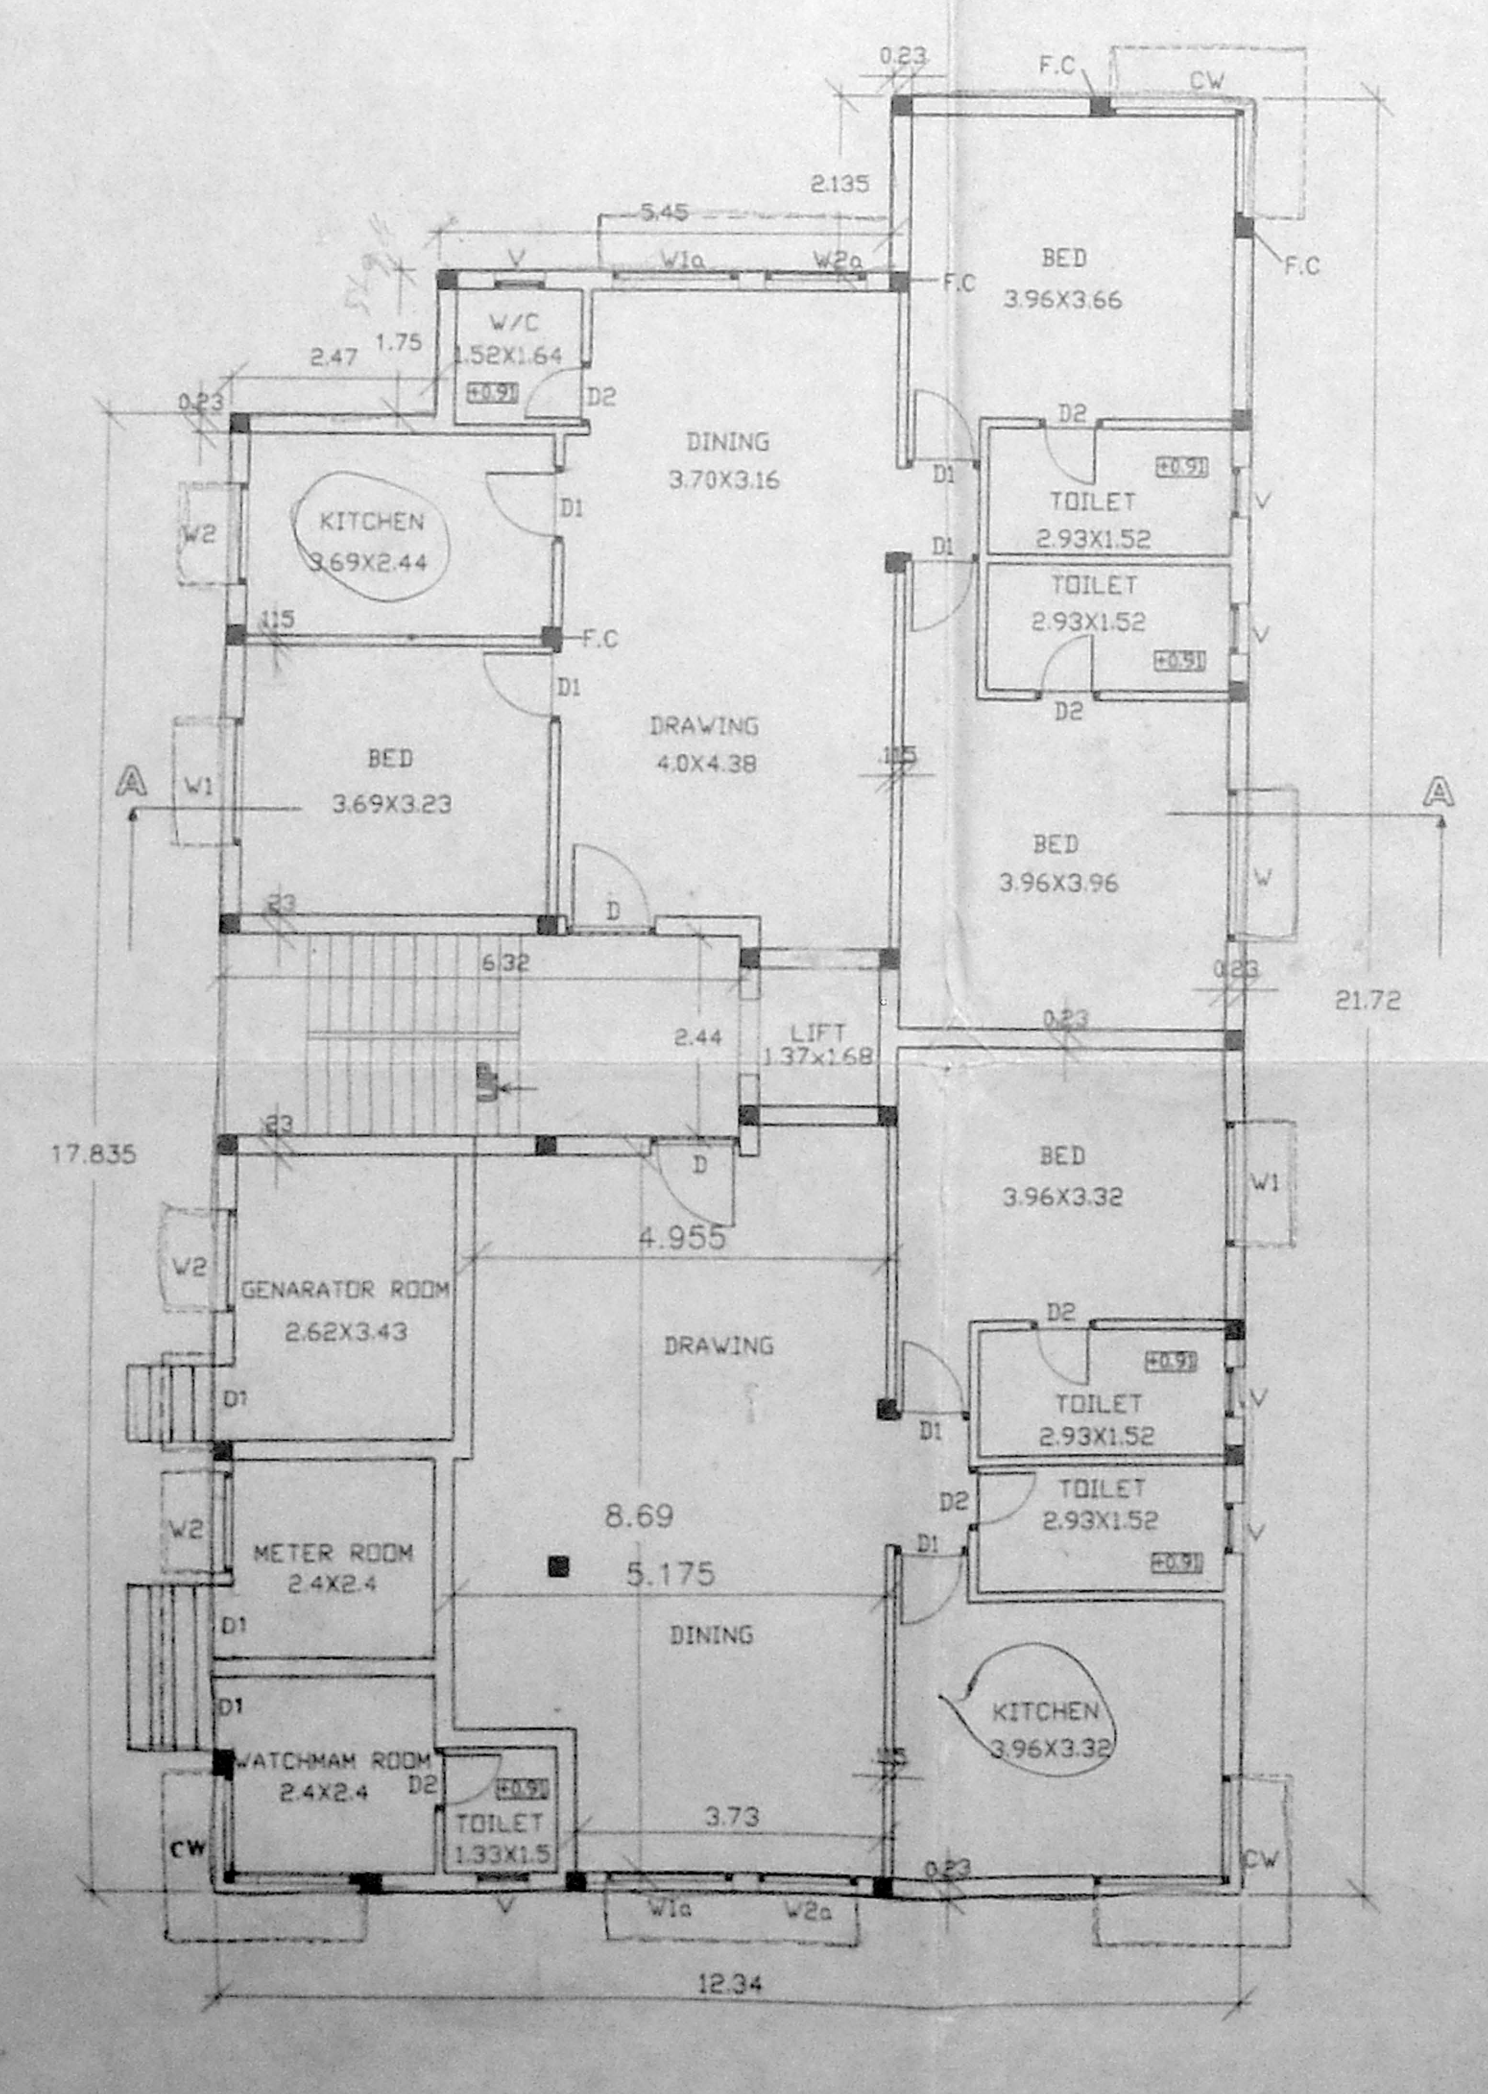 0.23
F.C
CW
2.135
5.45
V
W1a
W2a
F.C
BED
3.96X3.66
F.C
W/C
1.52X1.64
+0.91
D2
1.75
2.47
0.23
DINING
3.70X3.16
D1
D2
+0.91
TOILET
2.93X1.52
V
W2
KITCHEN
3.69X2.44
D1
D1
TOILET
2.93X1.52
V
+0.91
D2
.115
F.C
D1
BED
3.69X3.23
DRAWING
4.0X4.38
.115
A
W1
A
BED
3.96X3.96
W
.23
D
6.32
0.23
21.72
2.44
LIFT
1.37x1.68
0.23
UP
17.835
.23
D
BED
3.96X3.32
W1
4.955
W2
GENARATOR ROOM
2.62X3.43
DRAWING
D2
+0.91
TOILET
2.93X1.52
V
D1
D1
TOILET
2.93X1.52
V
D2
+0.91
D1
8.69
W2
METER ROOM
2.4X2.4
5.175
D1
DINING
D1
KITCHEN
3.96X3.32
WATCHMAM ROOM
2.4X2.4
D2
+0.91
TOILET
1.33X1.5
.115
3.73
CW
CW
0.23
V
W1a
W2a
12.34